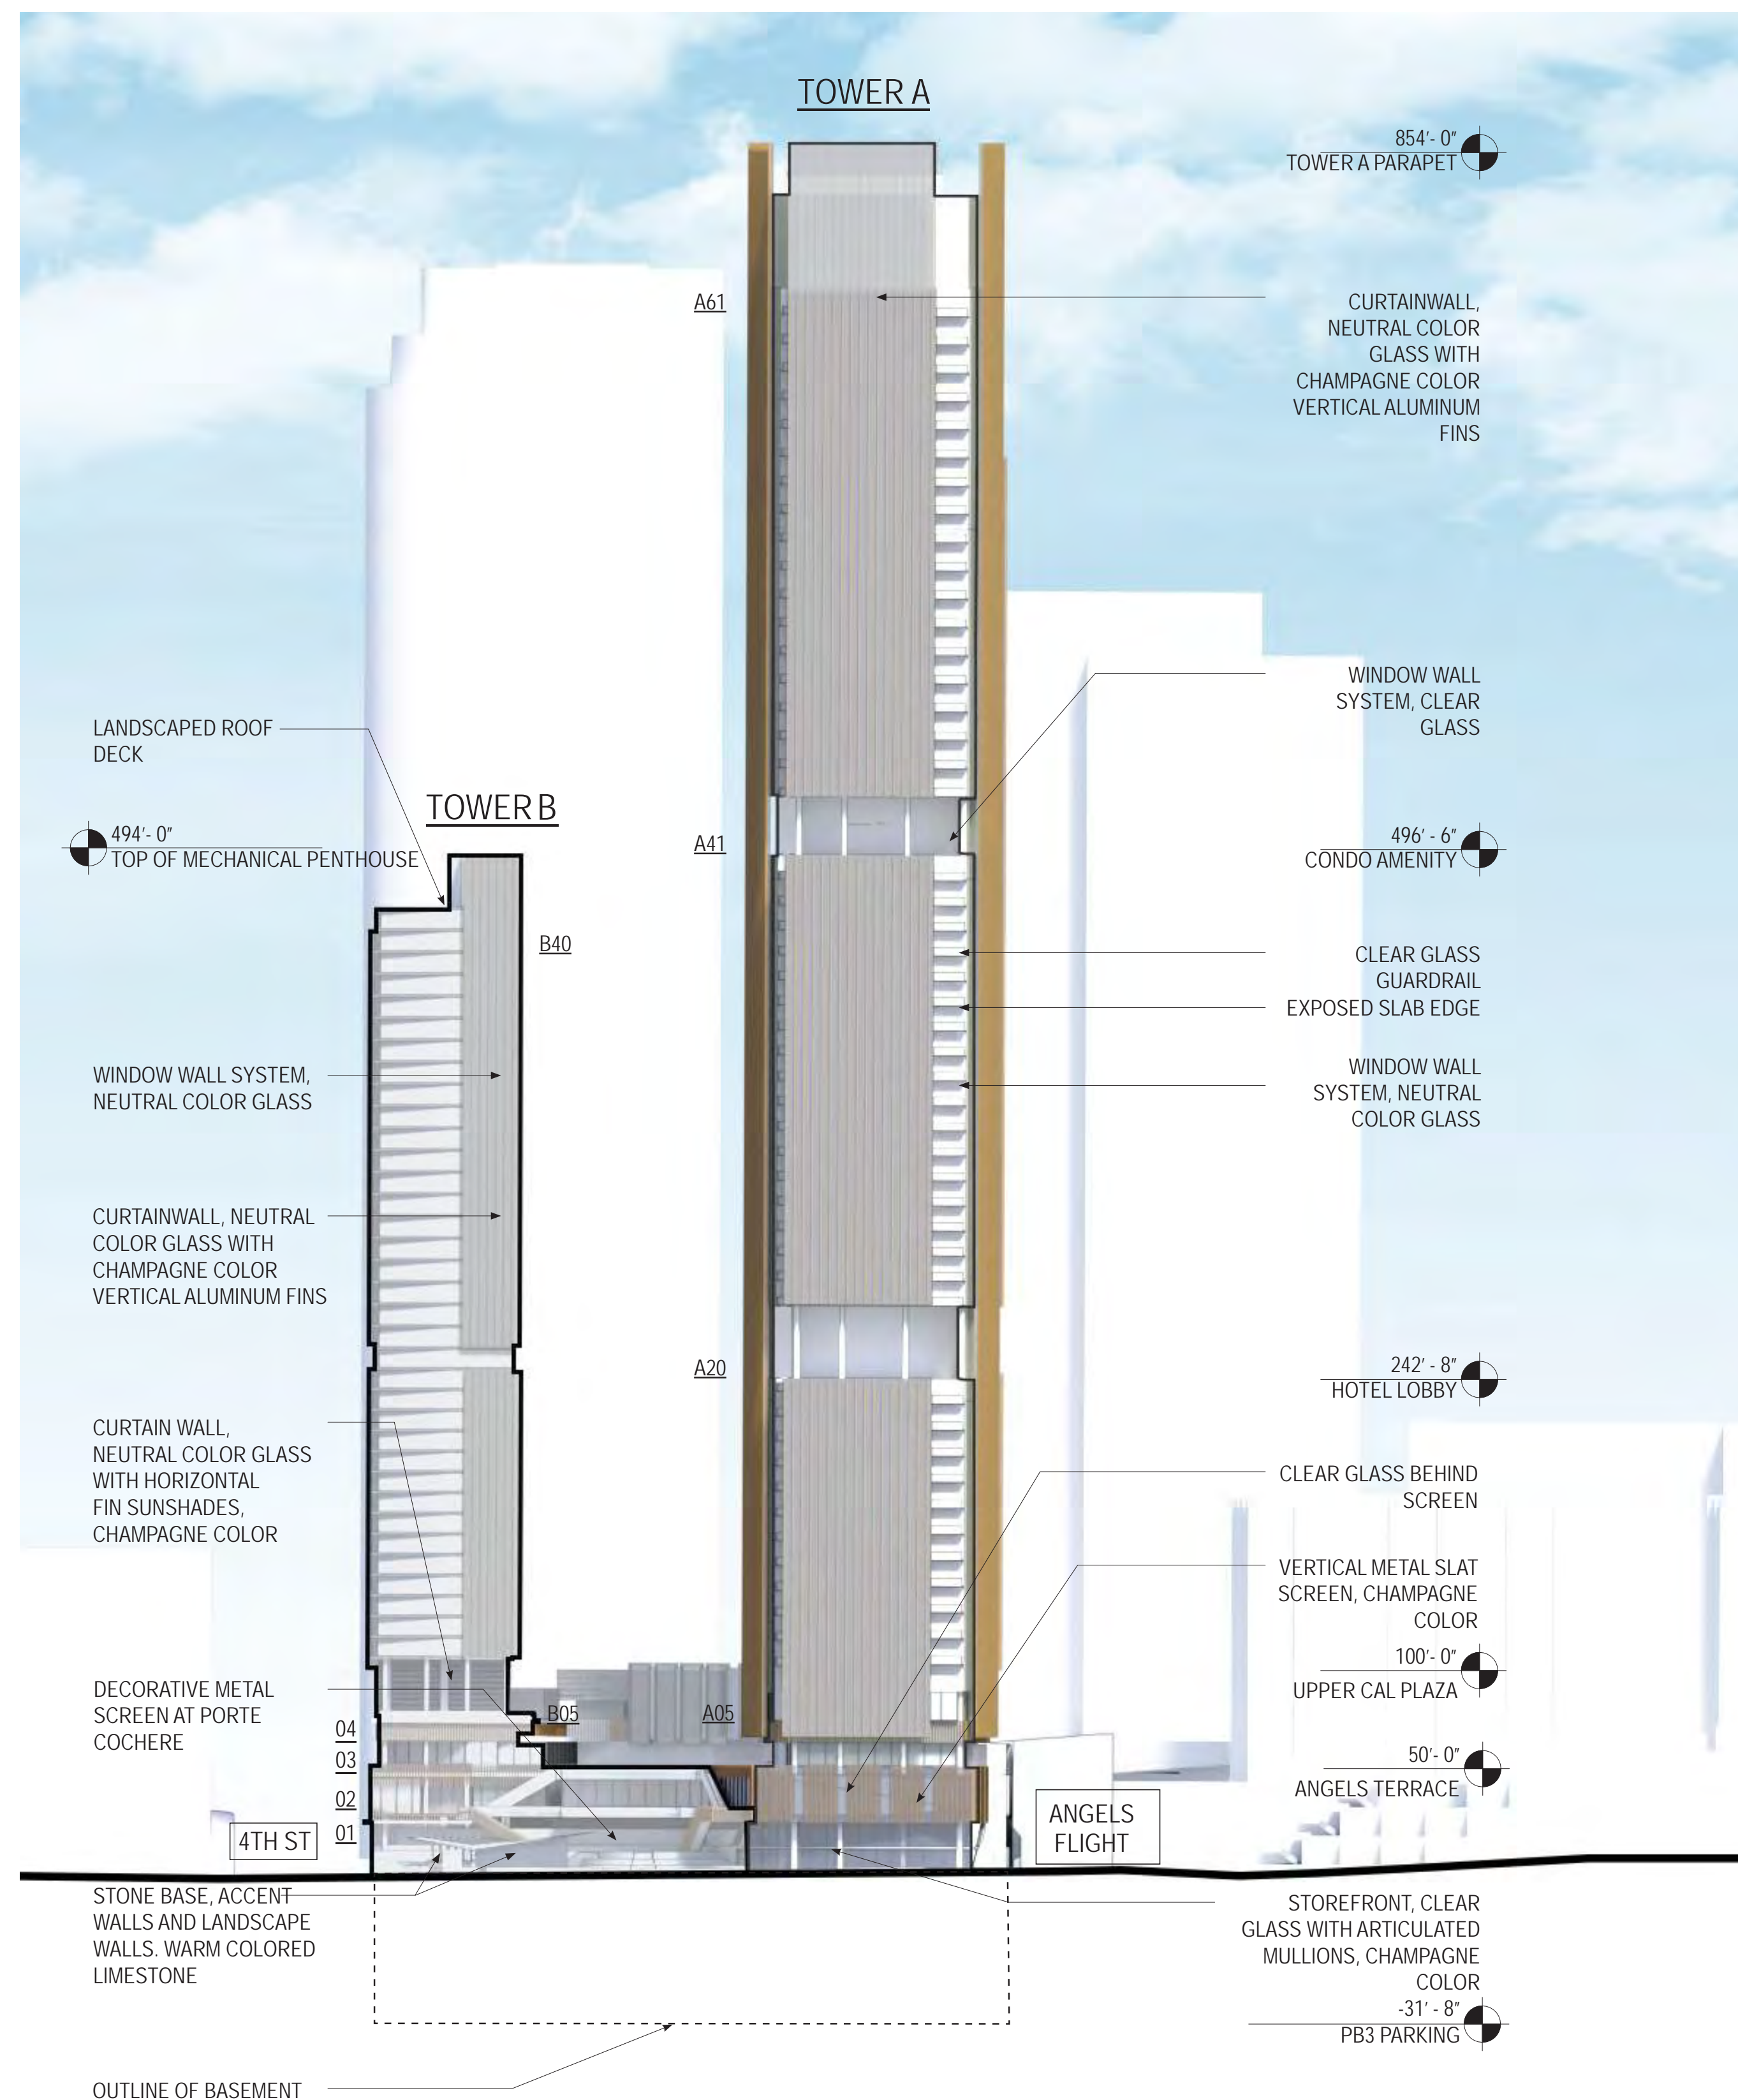 TOWER A
854'- 0"
TOWER A PARAPET
A61
CURTAINWALL,
NEUTRAL COLOR
GLASS WITH
CHAMPAGNE COLOR
VERTICAL ALUMINUM
FINS
WINDOW WALL
SYSTEM, CLEAR
GLASS
LANDSCAPED ROOF
DECK
TOWER B
494'- 0"
TOP OF MECHANICAL PENTHOUSE
A41
496' - 6"
CONDO AMENITY
B40
CLEAR GLASS
GUARDRAIL
EXPOSED SLAB EDGE
WINDOW WALL
SYSTEM, NEUTRAL
COLOR GLASS
WINDOW WALL SYSTEM,
NEUTRAL COLOR GLASS
CURTAINWALL, NEUTRAL
COLOR GLASS WITH
CHAMPAGNE COLOR
VERTICAL ALUMINUM FINS
A20
242' - 8"
HOTEL LOBBY
CURTAIN WALL,
NEUTRAL COLOR GLASS
WITH HORIZONTAL
FIN SUNSHADES,
CHAMPAGNE COLOR
CLEAR GLASS BEHIND
SCREEN
VERTICAL METAL SLAT
SCREEN, CHAMPAGNE
COLOR
100'- 0"
UPPER CAL PLAZA
DECORATIVE METAL
SCREEN AT PORTE
COCHERE
B05
A05
04
03
02
01
50'- 0"
ANGELS TERRACE
4TH ST
ANGELS
FLIGHT
STONE BASE, ACCENT
WALLS AND LANDSCAPE
WALLS. WARM COLORED
LIMESTONE
STOREFRONT, CLEAR
GLASS WITH ARTICULATED
MULLIONS, CHAMPAGNE
COLOR
-31' - 8"
PB3 PARKING
OUTLINE OF BASEMENT